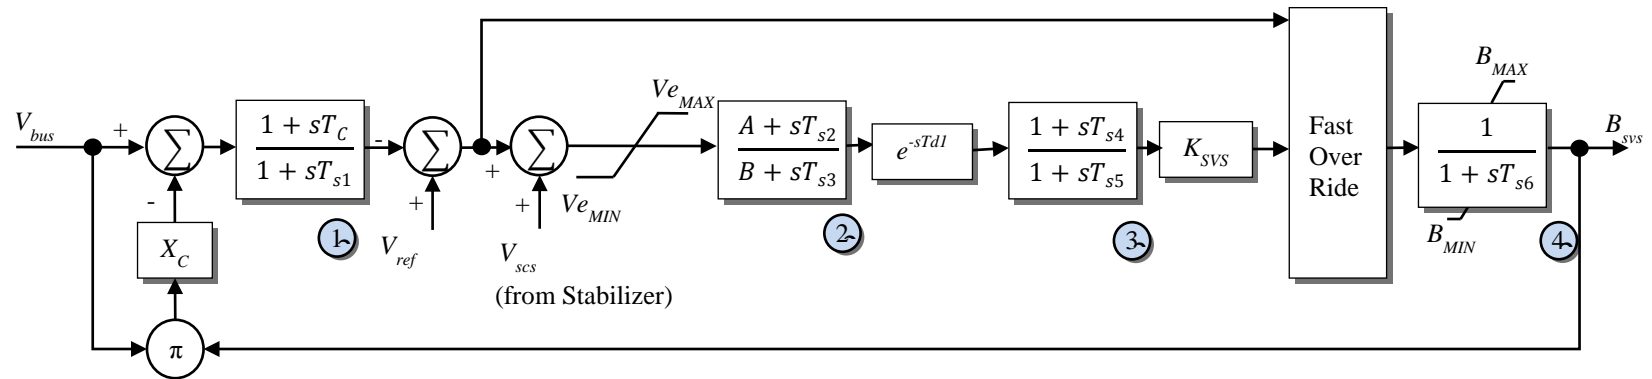 V_bus
+
∑
-
X_C
π
1 + sT_C
1 + sT_s1
1
-
∑
+
V_ref
+
∑
+
V_scs
(from Stabilizer)
Ve_MAX
Ve_MIN
A + sT_s2
B + sT_s3
2
e^-sTd1
1 + sT_s4
1 + sT_s5
3
K_SVS
Fast
Over
Ride
B_MAX
1
1 + sT_s6
B_MIN
4
B_svs